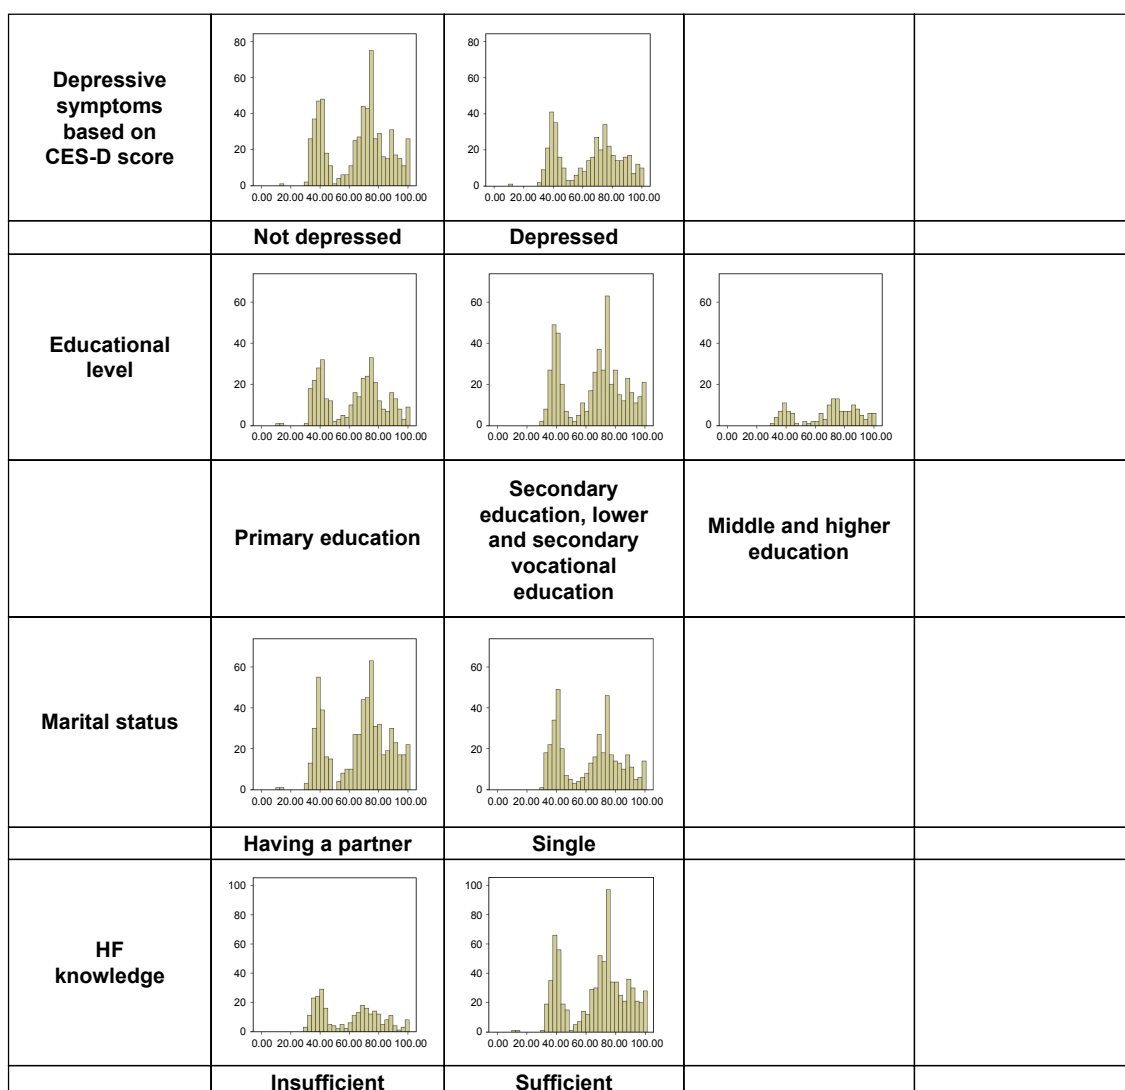 Depressive
symptoms
based on
CES-D score
80
60
40
20
0
0.00 20.00 40.00 60.00 80.00 100.00
80
60
40
20
0
0.00 20.00 40.00 60.00 80.00 100.00
Not depressed
Depressed
Educational
level
60
40
20
0
0.00 20.00 40.00 60.00 80.00 100.00
60
40
20
0
0.00 20.00 40.00 60.00 80.00 100.00
60
40
20
0
0.00 20.00 40.00 60.00 80.00 100.00
Primary education
Secondary
education, lower
and secondary
vocational
education
Middle and higher
education
Marital status
60
40
20
0
0.00 20.00 40.00 60.00 80.00 100.00
60
40
20
0
0.00 20.00 40.00 60.00 80.00 100.00
Having a partner
Single
HF
knowledge
100
80
60
40
20
0
0.00 20.00 40.00 60.00 80.00 100.00
100
80
60
40
20
0
0.00 20.00 40.00 60.00 80.00 100.00
Insufficient
Sufficient